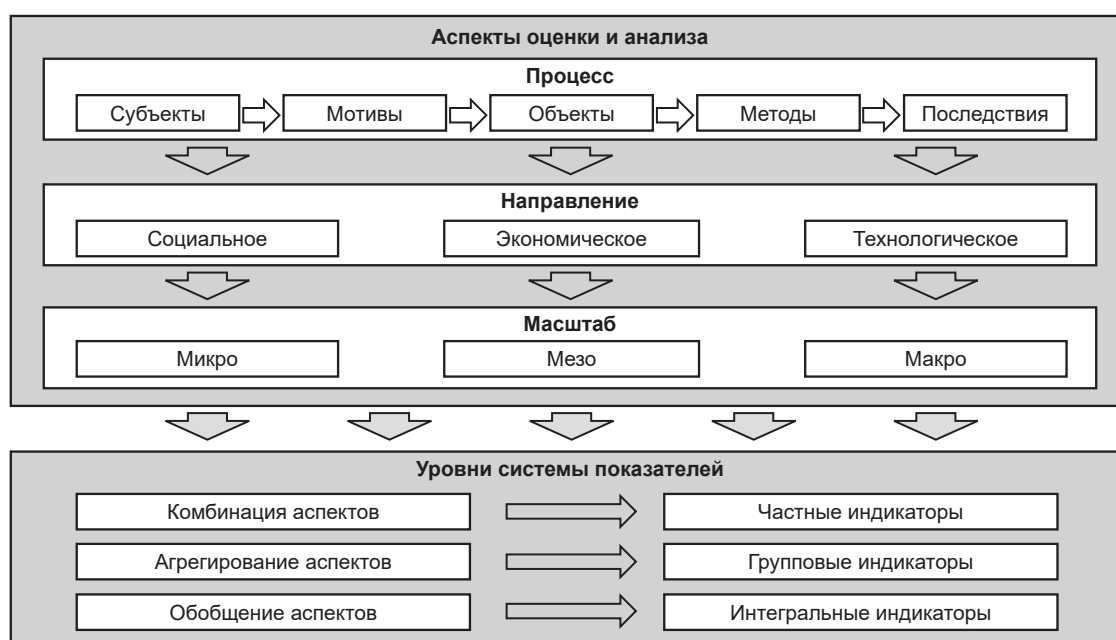 Аспекты оценки и анализа
Процесс
Субъекты
Мотивы
Объекты
Методы
Последствия
Направление
Социальное
Экономическое
Технологическое
Масштаб
Микро
Мезо
Макро
Уровни системы показателей
Комбинация аспектов
Частные индикаторы
Агрегирование аспектов
Групповые индикаторы
Обобщение аспектов
Интегральные индикаторы